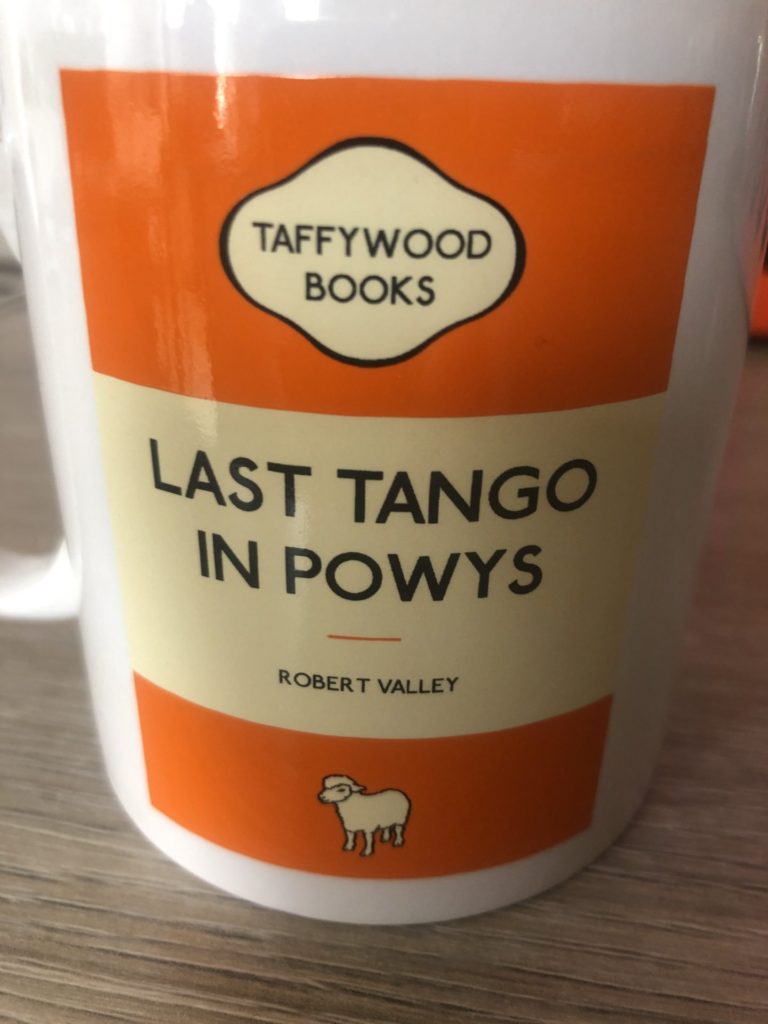 TAFFYWOOD
BOOKS
LAST TANGO
IN POWYS
ROBERT VALLEY